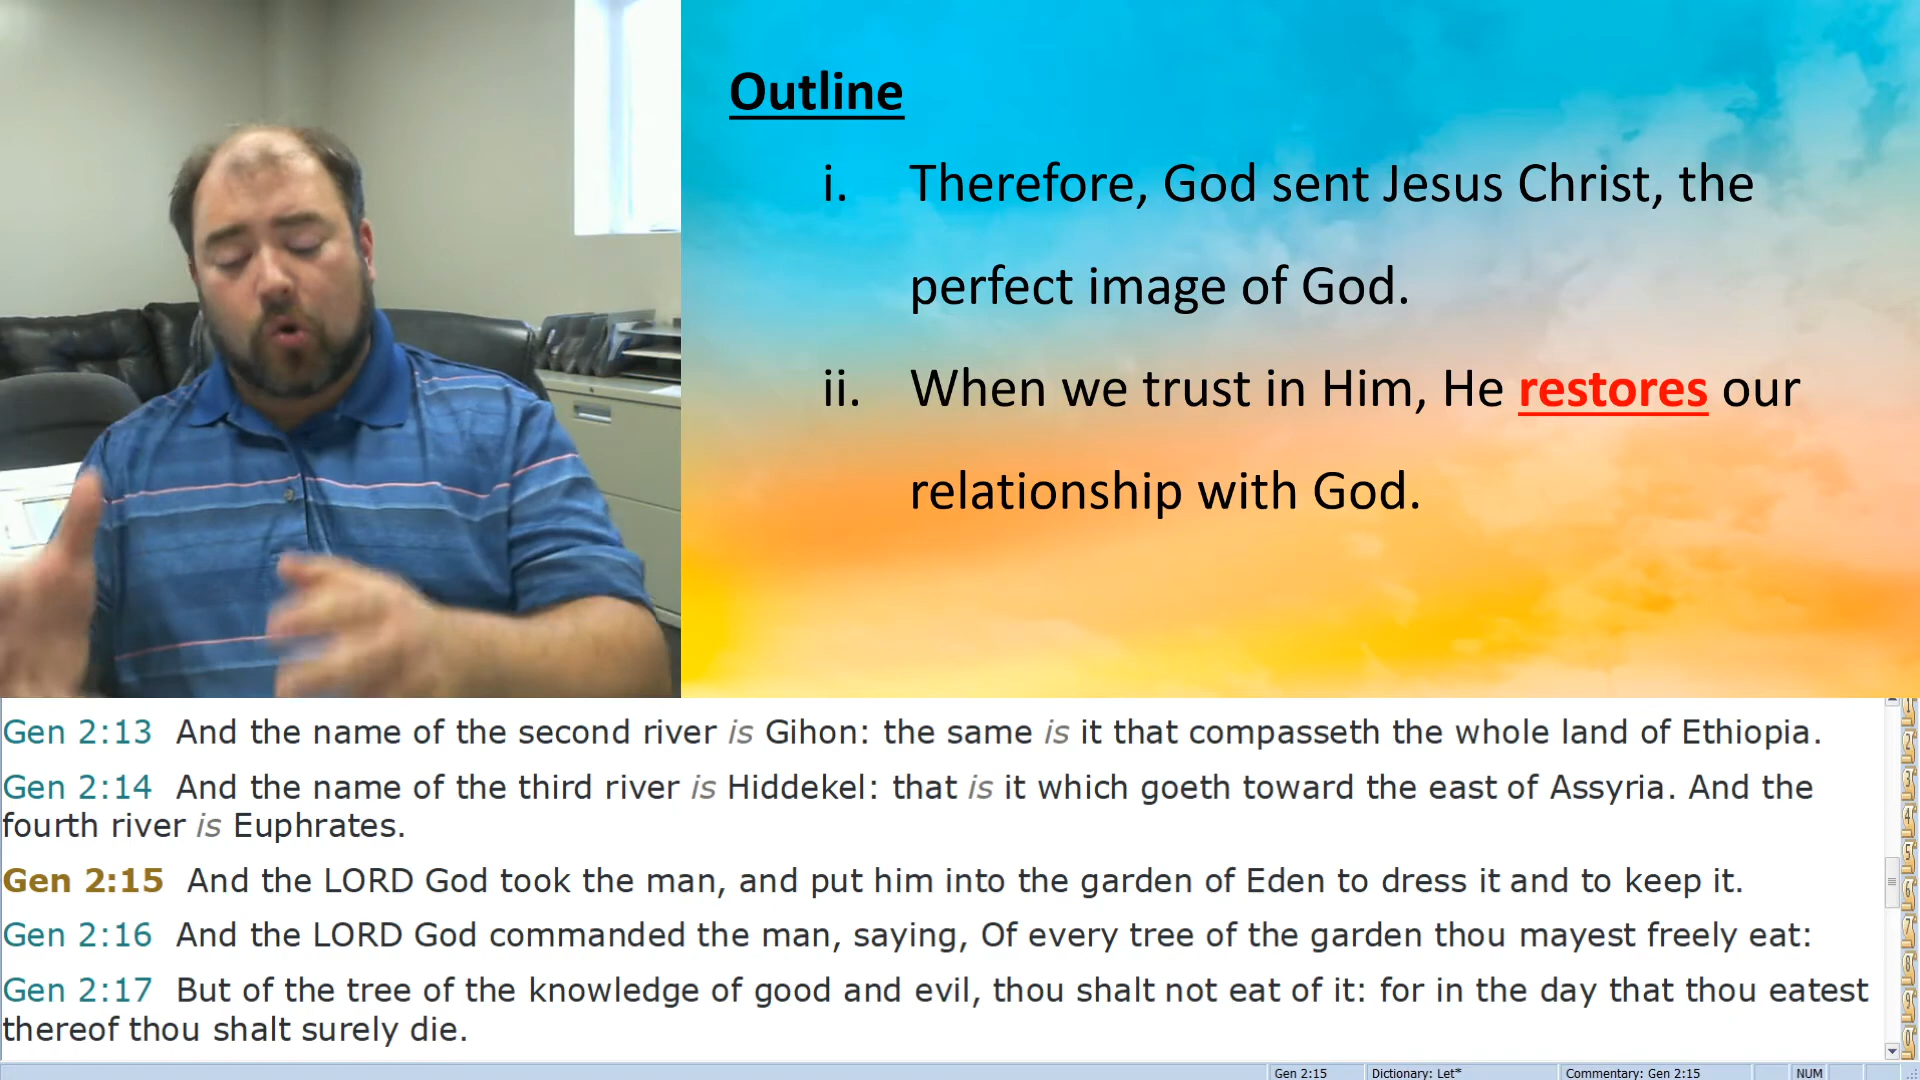 Outline
i. Therefore, God sent Jesus Christ, the
perfect image of God.
ii. When we trust in Him, He restores our
relationship with God.
Gen 2:13 And the name of the second river is Gihon: the same is it that compasseth the whole land of Ethiopia.
Gen 2:14 And the name of the third river is Hiddekel: that is it which goeth toward the east of Assyria. And the
fourth river is Euphrates.
Gen 2:15 And the LORD God took the man, and put him into the garden of Eden to dress it and to keep it.
Gen 2:16 And the LORD God commanded the man, saying, Of every tree of the garden thou mayest freely eat:
Gen 2:17 But of the tree of the knowledge of good and evil, thou shalt not eat of it: for in the day that thou eatest
thereof thou shalt surely die.
Gen 2:15 Dictionary: Let* Commentary: Gen 2:15 NUM